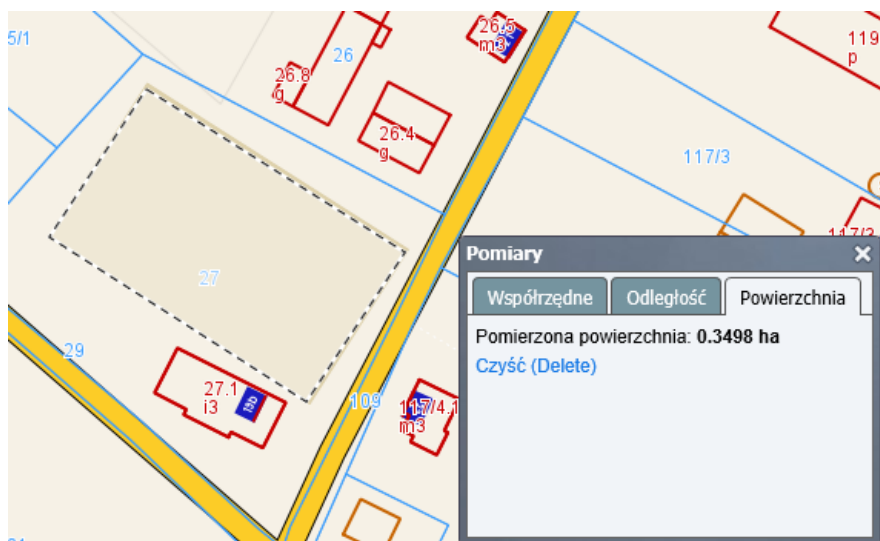 5/1
26
26.5
m3
119
p
26.8
g
26.4
g
117/3
117/3
27
Pomiary
Współrzędne
Odległość
Powierzchnia
Pomierzona powierzchnia: 0.3498 ha
Czyść (Delete)
29
27.1
i3
13D
109
117/4.1
m3